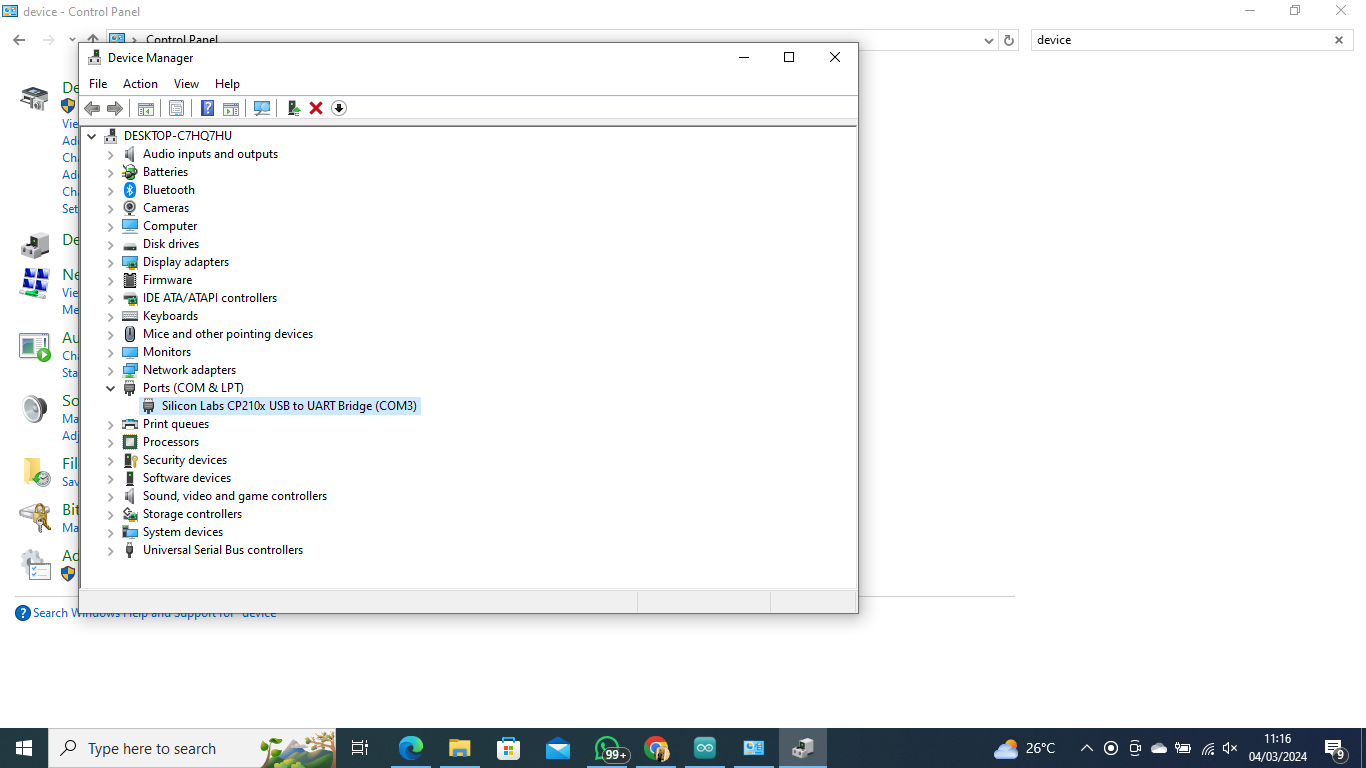 device - Control Panel
Control Panel
device
Device Manager
File Action View Help
DESKTOP-C7HQ7HU
Audio inputs and outputs
Batteries
Bluetooth
Cameras
Computer
Disk drives
Display adapters
Firmware
IDE ATA/ATAPI controllers
Keyboards
Mice and other pointing devices
Monitors
Network adapters
Ports (COM & LPT)
Silicon Labs CP210x USB to UART Bridge (COM3)
Print queues
Processors
Security devices
Software devices
Sound, video and game controllers
Storage controllers
System devices
Universal Serial Bus controllers
De
Vie
Ad
Ch
Ad
Ch
Set
De
Ne
Vie
Me
Au
Cha
Sta
So
Ma
Adj
Fil
Sav
Bit
Ma
Ad
Search Windows Help and Support for "device"
Type here to search
99+
26°C
11:16
04/03/2024
9